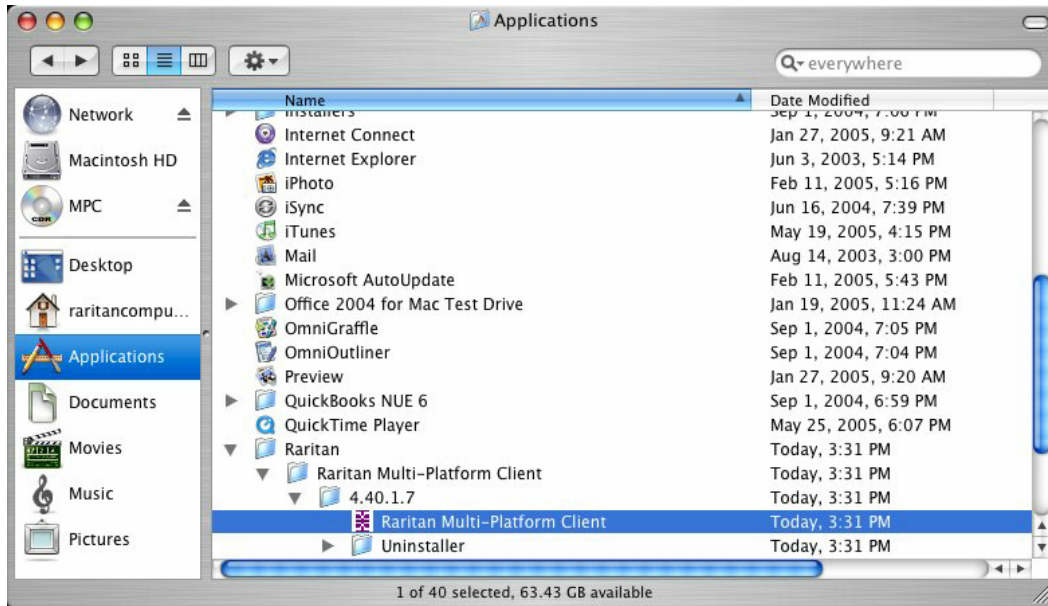 Applications
everywhere
Network
Macintosh HD
MPC
CDR
Desktop
raritancompu...
Applications
Documents
Movies
Music
Pictures
Name Date Modified
Installers Sep 1, 2004, 7:06 PM
Internet Connect Jan 27, 2005, 9:21 AM
Internet Explorer Jun 3, 2003, 5:14 PM
iPhoto Feb 11, 2005, 5:16 PM
iSync Jun 16, 2004, 7:39 PM
iTunes May 19, 2005, 4:15 PM
Mail Aug 14, 2003, 3:00 PM
Microsoft AutoUpdate Feb 11, 2005, 5:43 PM
Office 2004 for Mac Test Drive Jan 19, 2005, 11:24 AM
OmniGraffle Sep 1, 2004, 7:05 PM
OmniOutliner Sep 1, 2004, 7:04 PM
Preview Jan 27, 2005, 9:20 AM
QuickBooks NUE 6 Sep 1, 2004, 6:59 PM
QuickTime Player May 25, 2005, 6:07 PM
Raritan Today, 3:31 PM
Raritan Multi-Platform Client Today, 3:31 PM
4.40.1.7 Today, 3:31 PM
Raritan Multi-Platform Client Today, 3:31 PM
Uninstaller Today, 3:31 PM
1 of 40 selected, 63.43 GB available